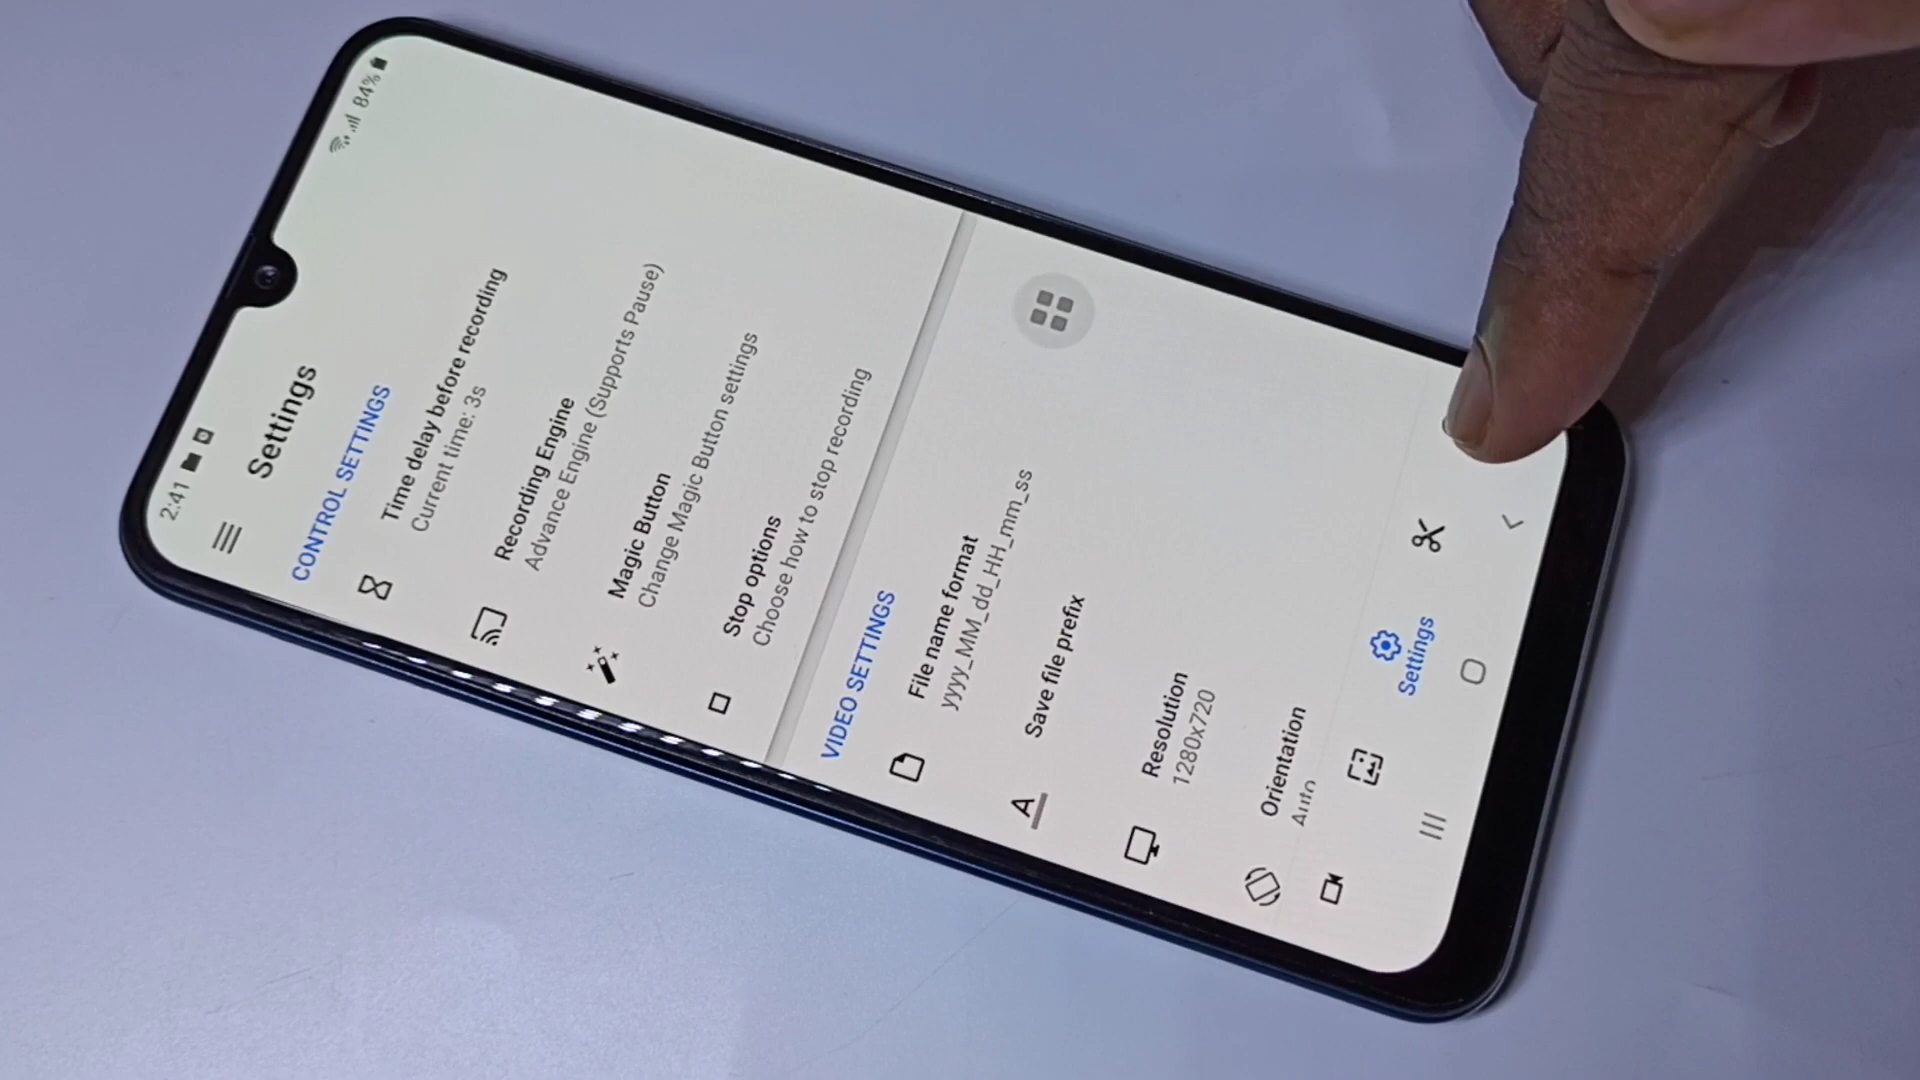 2:41
84%
Settings
CONTROL SETTINGS
Time delay before recording
Current time: 3s
Recording Engine
Advance Engine (Supports Pause)
Magic Button
Change Magic Button settings
Stop options
Choose how to stop recording
VIDEO SETTINGS
File name format
yyyy_MM_dd_HH_mm_ss
Save file prefix
Resolution
1280x720
Orientation
Auto
Settings